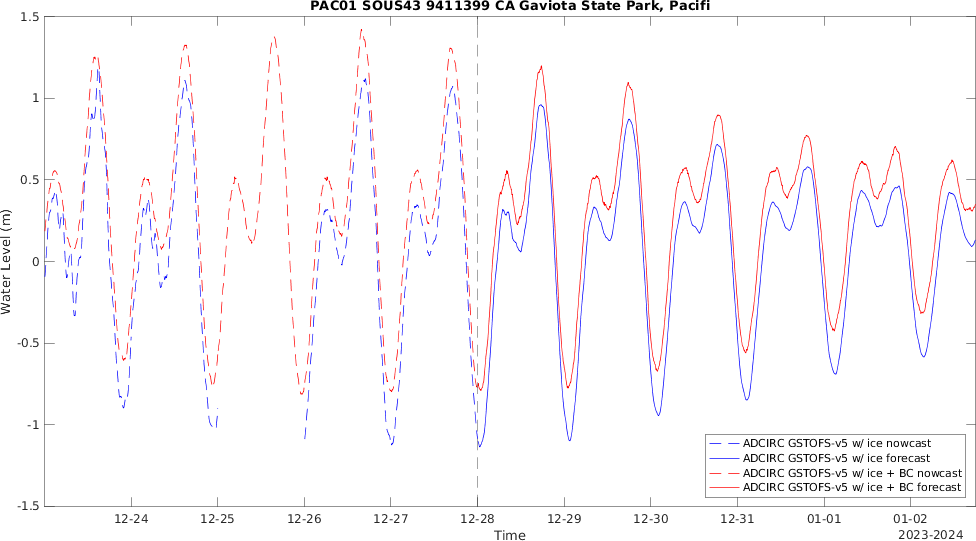 PAC01 SOUS43 9411399 CA Gaviota State Park, Pacifi
1.5
1
0.5
0
-0.5
-1
-1.5
Water Level (m)
12-24
12-25
12-26
12-27
12-28
12-29
12-30
12-31
01-01
01-02
Time
2023-2024
ADCIRC GSTOFS-v5 w/ ice nowcast
ADCIRC GSTOFS-v5 w/ ice forecast
ADCIRC GSTOFS-v5 w/ ice + BC nowcast
ADCIRC GSTOFS-v5 w/ ice + BC forecast